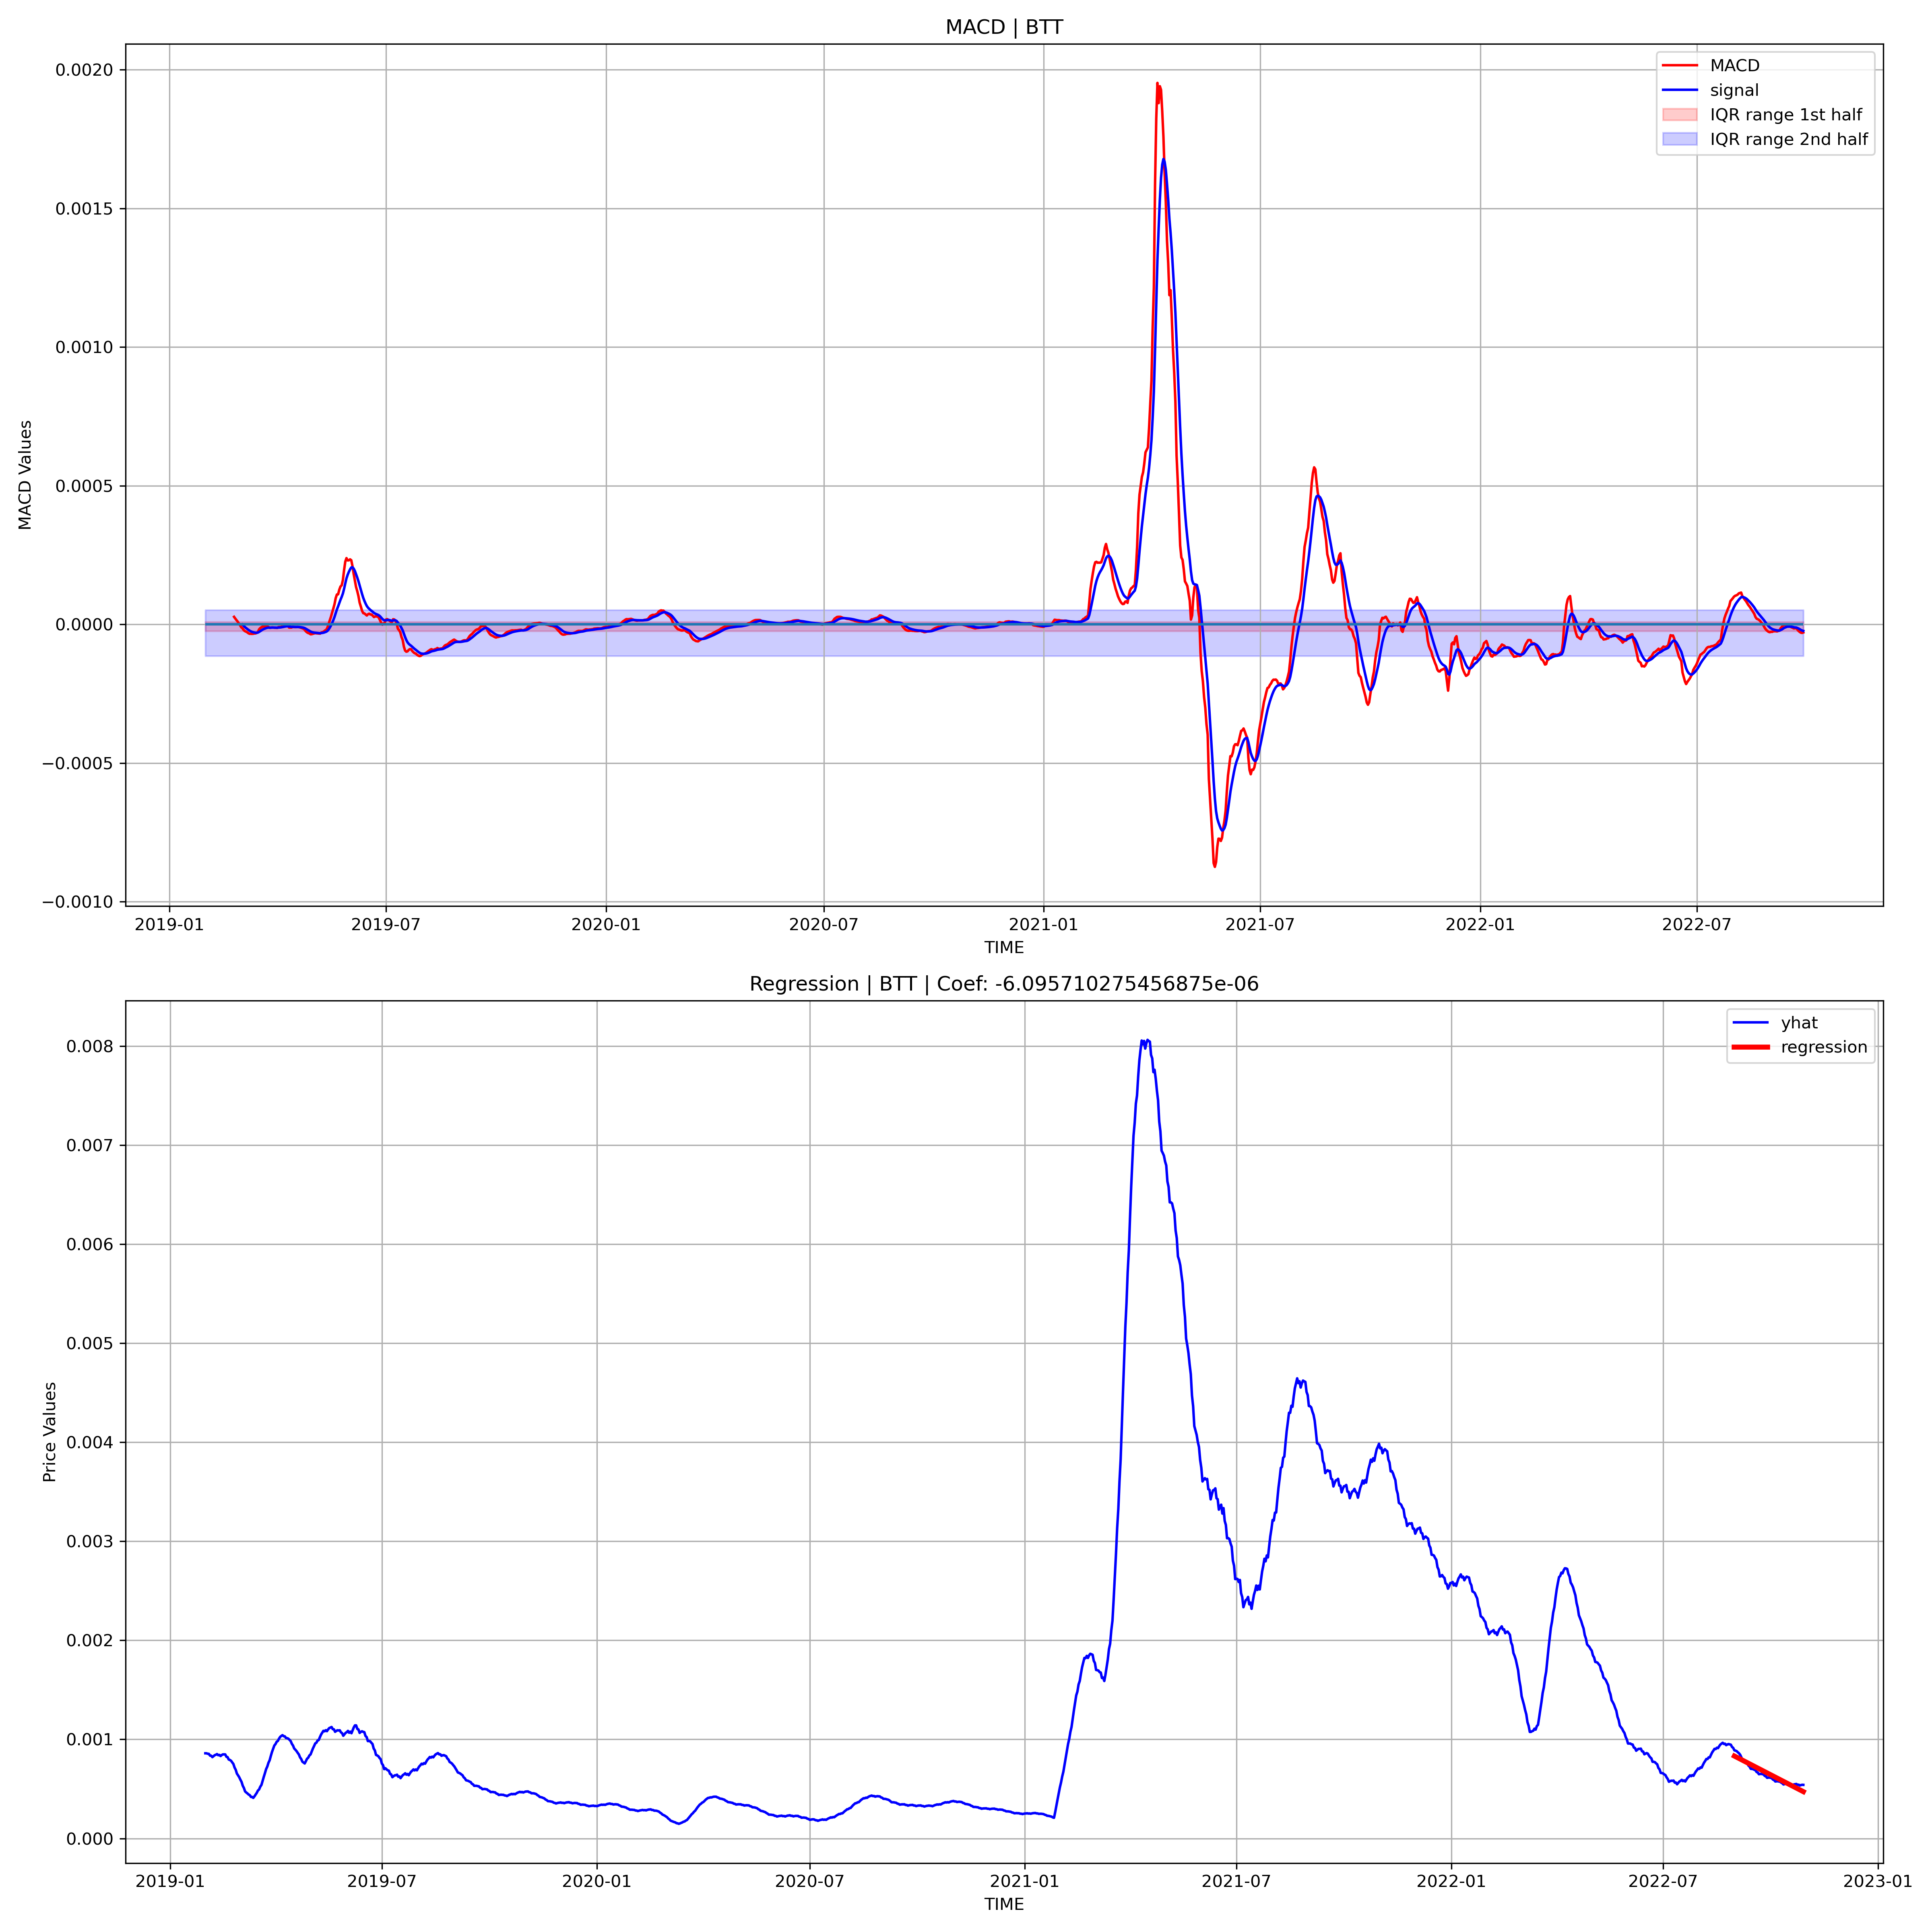 MACD | BTT
MACD
signal
IQR range 1st half
IQR range 2nd half
0.0020
0.0015
0.0010
0.0005
0.0000
−0.0005
−0.0010
MACD Values
2019-01 2019-07 2020-01 2020-07 2021-01 2021-07 2022-01 2022-07
TIME
Regression | BTT | Coef: -6.095710275456875e-06
yhat
regression
0.008
0.007
0.006
0.005
0.004
0.003
0.002
0.001
0.000
Price Values
2019-01 2019-07 2020-01 2020-07 2021-01 2021-07 2022-01 2022-07 2023-01
TIME